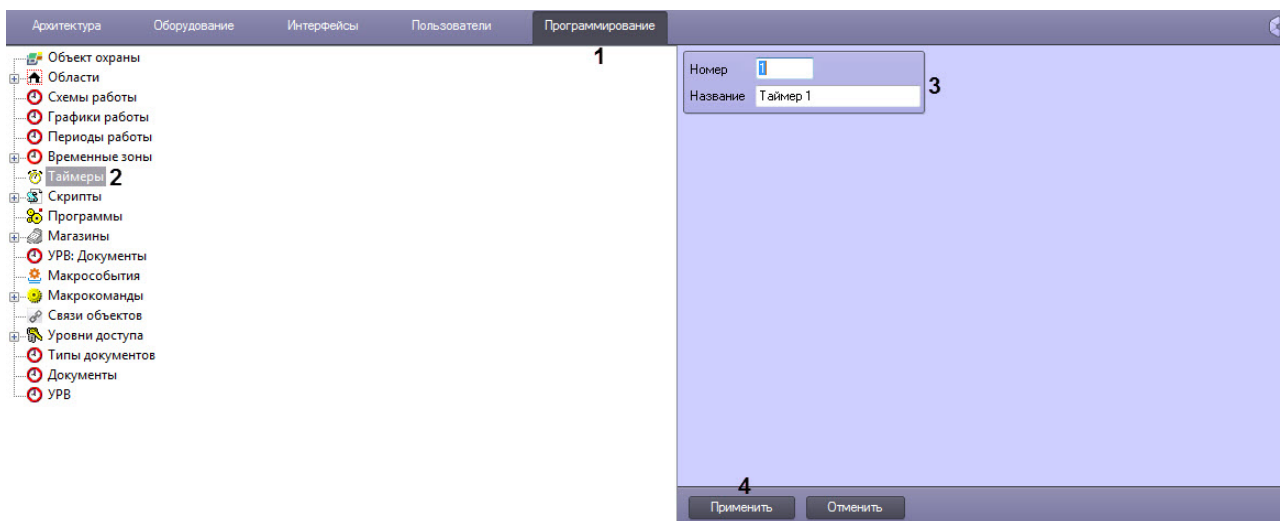 Архитектура Оборудование Интерфейсы Пользователи Программирование
1
Объект охраны
Области
Схемы работы
Графики работы
Периоды работы
Временные зоны
Таймеры 2
Скрипты
Программы
Магазины
УРВ: Документы
Макрособытия
Макрокоманды
Связи объектов
Уровни доступа
Типы документов
Документы
УРВ
Номер 1
3
Название Таймер 1
4
Применить Отменить